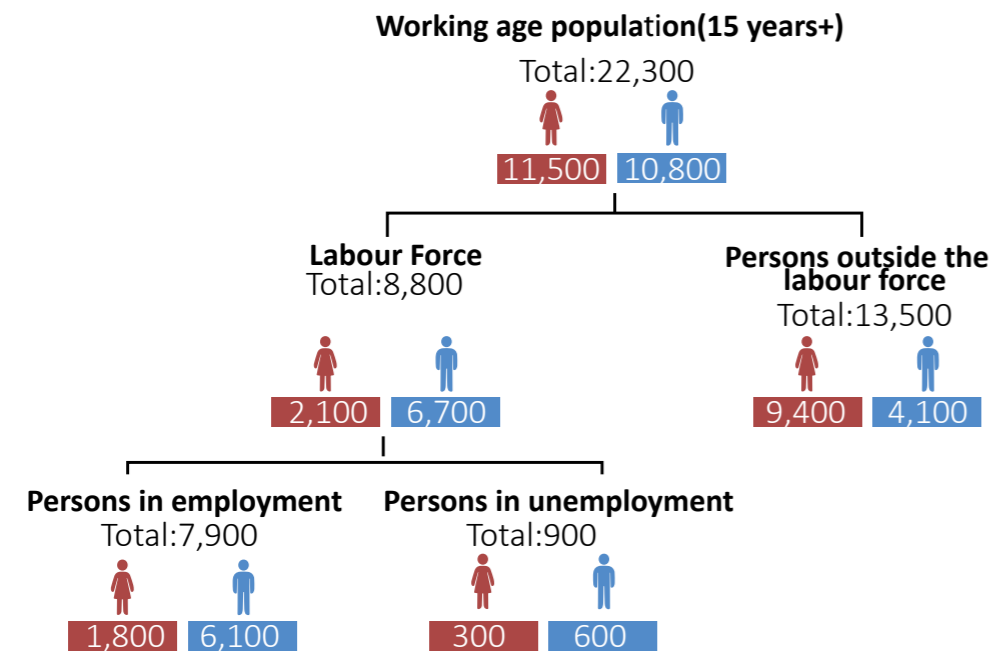 Working age population(15 years+)
Total:22,300
11,500 10,800
Labour Force
Total:8,800
2,100 6,700
Persons outside the
labour force
Total:13,500
9,400 4,100
Persons in employment
Total:7,900
1,800 6,100
Persons in unemployment
Total:900
300 600